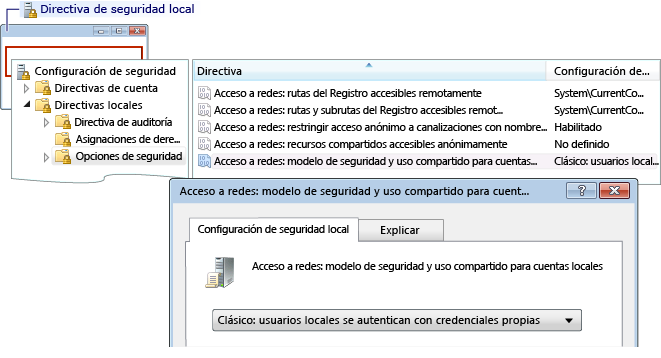 Directiva de seguridad local
Configuración de seguridad
Directivas de cuenta
Directivas locales
Directiva de auditoría
Asignaciones de dere...
Opciones de seguridad
Directiva Configuración de...
Acceso a redes: rutas del Registro accesibles remotamente System\CurrentCo...
Acceso a redes: rutas y subrutas del Registro remot... System\CurrentCo...
Acceso a redes: restringir acceso anónimo a canalizaciones con nombre... Habilitado
Acceso a redes: recursos compartidos accesibles anónimamente No definido
Acceso a redes: modelo de seguridad y uso compartido para cuentas... Clásico: usuarios local...
Acceso a redes: modelo de seguridad y uso compartido para cuent...
Configuración de seguridad local Explicar
Acceso a redes: modelo de seguridad y uso compartido para cuentas locales
Clásico: usuarios locales se autentican con credenciales propias